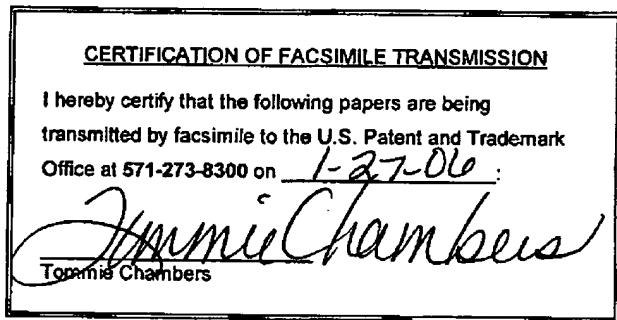 CERTIFICATION OF FACSIMILE TRANSMISSION
I hereby certify that the following papers are being
transmitted by facsimile to the U.S. Patent and Trademark
Office at 571-273-8300 on 1-27-06 :
Tommie Chambers
Tommie Chambers